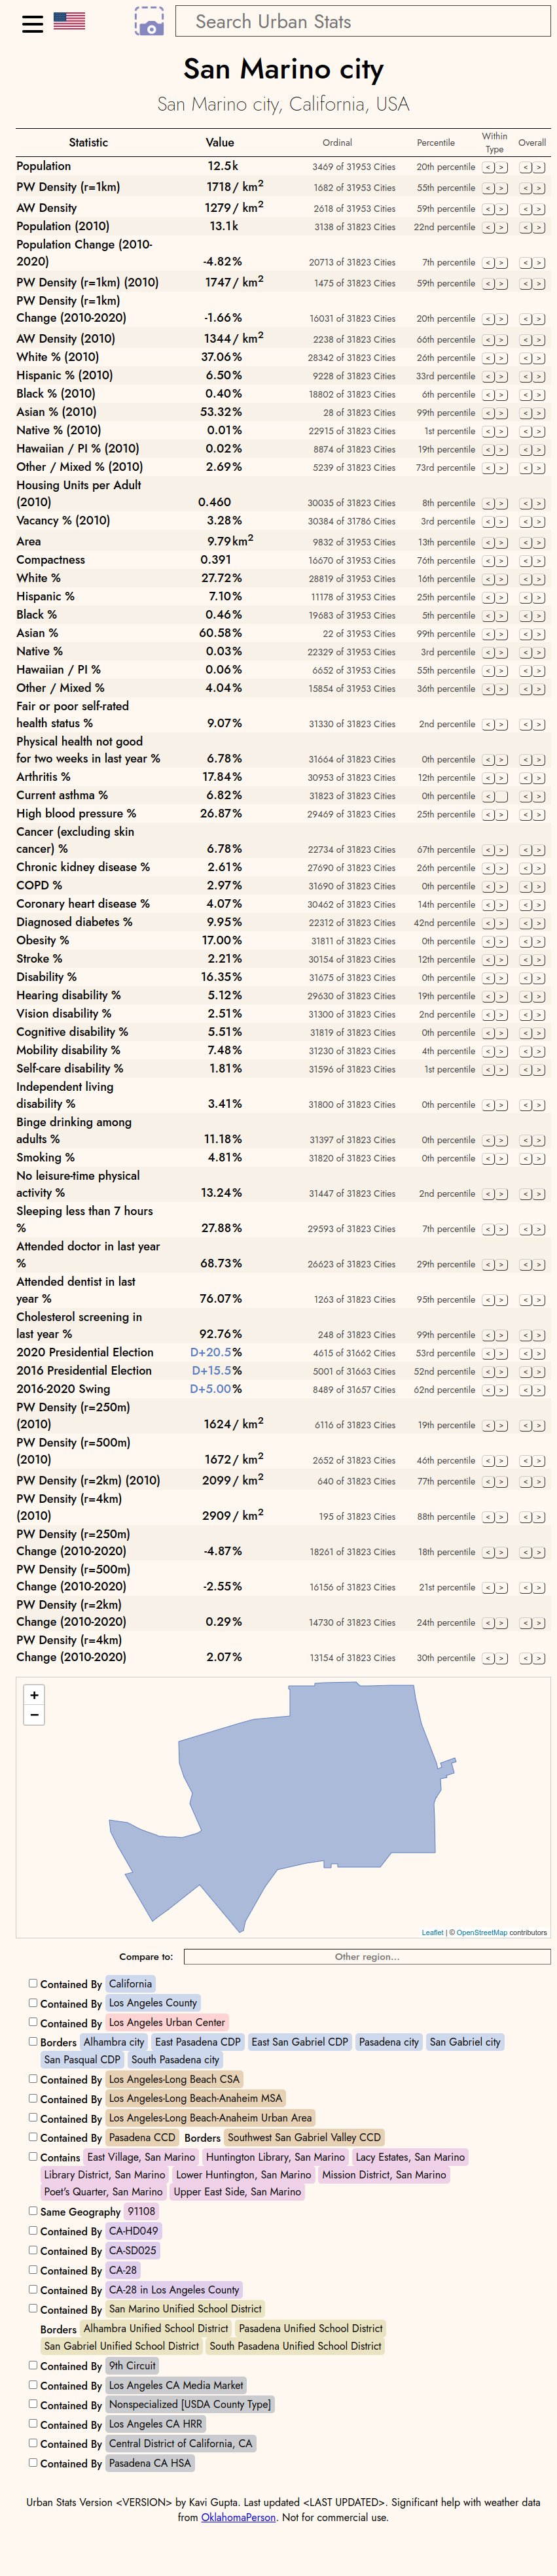 Search Urban Stats
San Marino city
San Marino city, California, USA
Statistic Value Ordinal Percentile Within Type Overall
Population 12.5k 3469 of 31953 Cities 20th percentile < > < >
PW Density (r=1km) 1718 / km2 1682 of 31953 Cities 55th percentile < > < >
AW Density 1279 / km2 2618 of 31953 Cities 59th percentile < > < >
Population (2010) 13.1k 3138 of 31823 Cities 22nd percentile < > < >
Population Change (2010-
2020) -4.82% 20713 of 31823 Cities 7th percentile < > < >
PW Density (r=1km) (2010) 1747 / km2 1475 of 31823 Cities 59th percentile < > < >
PW Density (r=1km)
Change (2010-2020) -1.66% 16031 of 31823 Cities 20th percentile < > < >
AW Density (2010) 1344 / km2 2238 of 31823 Cities 66th percentile < > < >
White % (2010) 37.06% 28342 of 31823 Cities 26th percentile < > < >
Hispanic % (2010) 6.50% 9228 of 31823 Cities 33rd percentile < > < >
Black % (2010) 0.40% 18802 of 31823 Cities 6th percentile < > < >
Asian % (2010) 53.32% 28 of 31823 Cities 99th percentile < > < >
Native % (2010) 0.01% 22915 of 31823 Cities 1st percentile < > < >
Hawaiian / PI % (2010) 0.02% 8874 of 31823 Cities 19th percentile < > < >
Other / Mixed % (2010) 2.69% 5239 of 31823 Cities 73rd percentile < > < >
Housing Units per Adult
(2010) 0.460 30035 of 31823 Cities 8th percentile < > < >
Vacancy % (2010) 3.28% 30384 of 31786 Cities 3rd percentile < > < >
Area 9.79 km2 9832 of 31953 Cities 13th percentile < > < >
Compactness 0.391 16670 of 31953 Cities 76th percentile < > < >
White % 27.72% 28819 of 31953 Cities 16th percentile < > < >
Hispanic % 7.10% 11178 of 31953 Cities 25th percentile < > < >
Black % 0.46% 19683 of 31953 Cities 5th percentile < > < >
Asian % 60.58% 22 of 31953 Cities 99th percentile < > < >
Native % 0.03% 22329 of 31953 Cities 3rd percentile < > < >
Hawaiian / PI % 0.06% 6652 of 31953 Cities 55th percentile < > < >
Other / Mixed % 4.04% 15854 of 31953 Cities 36th percentile < > < >
Fair or poor self-rated
health status % 9.07% 31330 of 31823 Cities 2nd percentile < > < >
Physical health not good
for two weeks in last year % 6.78% 31664 of 31823 Cities 0th percentile < > < >
Arthritis % 17.84% 30953 of 31823 Cities 12th percentile < > < >
Current asthma % 6.82% 31823 of 31823 Cities 0th percentile < < >
High blood pressure % 26.87% 29469 of 31823 Cities 25th percentile < > < >
Cancer (excluding skin
cancer) % 6.78% 22734 of 31823 Cities 67th percentile < > < >
Chronic kidney disease % 2.61% 27690 of 31823 Cities 26th percentile < > < >
COPD % 2.97% 31690 of 31823 Cities 0th percentile < > < >
Coronary heart disease % 4.07% 30462 of 31823 Cities 14th percentile < > < >
Diagnosed diabetes % 9.95% 22312 of 31823 Cities 42nd percentile < > < >
Obesity % 17.00% 31811 of 31823 Cities 0th percentile < > < >
Stroke % 2.21% 30154 of 31823 Cities 12th percentile < > < >
Disability % 16.35% 31675 of 31823 Cities 0th percentile < > < >
Hearing disability % 5.12% 29630 of 31823 Cities 19th percentile < > < >
Vision disability % 2.51% 31300 of 31823 Cities 2nd percentile < > < >
Cognitive disability % 5.51% 31819 of 31823 Cities 0th percentile < > < >
Mobility disability % 7.48% 31230 of 31823 Cities 4th percentile < > < >
Self-care disability % 1.81% 31596 of 31823 Cities 1st percentile < > < >
Independent living
disability % 3.41% 31800 of 31823 Cities 0th percentile < > < >
Binge drinking among
adults % 11.18% 31397 of 31823 Cities 0th percentile < > < >
Smoking % 4.81% 31820 of 31823 Cities 0th percentile < > < >
No leisure-time physical
activity % 13.24% 31447 of 31823 Cities 2nd percentile < > < >
Sleeping less than 7 hours
% 27.88% 29593 of 31823 Cities 7th percentile < > < >
Attended doctor in last year
% 68.73% 26623 of 31823 Cities 29th percentile < > < >
Attended dentist in last
year % 76.07% 1263 of 31823 Cities 95th percentile < > < >
Cholesterol screening in
last year % 92.76% 248 of 31823 Cities 99th percentile < > < >
2020 Presidential Election D+20.5% 4615 of 31662 Cities 53rd percentile < > < >
2016 Presidential Election D+15.5% 5001 of 31663 Cities 52nd percentile < > < >
2016-2020 Swing D+5.00% 8489 of 31657 Cities 62nd percentile < > < >
PW Density (r=250m)
(2010) 1624 / km2 6116 of 31823 Cities 19th percentile < > < >
PW Density (r=500m)
(2010) 1672 / km2 2652 of 31823 Cities 46th percentile < > < >
PW Density (r=2km) (2010) 2099 / km2 640 of 31823 Cities 77th percentile < > < >
PW Density (r=4km)
(2010) 2909 / km2 195 of 31823 Cities 88th percentile < > < >
PW Density (r=250m)
Change (2010-2020) -4.87% 18261 of 31823 Cities 18th percentile < > < >
PW Density (r=500m)
Change (2010-2020) -2.55% 16156 of 31823 Cities 21st percentile < > < >
PW Density (r=2km)
Change (2010-2020) 0.29% 14730 of 31823 Cities 24th percentile < > < >
PW Density (r=4km)
Change (2010-2020) 2.07% 13154 of 31823 Cities 30th percentile < > < >
+
−
Leaflet | © OpenStreetMap contributors
Compare to: Other region...
Contained By California
Contained By Los Angeles County
Contained By Los Angeles Urban Center
Borders Alhambra city East Pasadena CDP East San Gabriel CDP Pasadena city San Gabriel city
San Pasqual CDP South Pasadena city
Contained By Los Angeles-Long Beach CSA
Contained By Los Angeles-Long Beach-Anaheim MSA
Contained By Los Angeles-Long Beach-Anaheim Urban Area
Contained By Pasadena CCD Borders Southwest San Gabriel Valley CCD
Contains East Village, San Marino Huntington Library, San Marino Lacy Estates, San Marino
Library District, San Marino Lower Huntington, San Marino Mission District, San Marino
Poet's Quarter, San Marino Upper East Side, San Marino
Same Geography 91108
Contained By CA-HD049
Contained By CA-SD025
Contained By CA-28
Contained By CA-28 in Los Angeles County
Contained By San Marino Unified School District
Borders Alhambra Unified School District Pasadena Unified School District
San Gabriel Unified School District South Pasadena Unified School District
Contained By 9th Circuit
Contained By Los Angeles CA Media Market
Contained By Nonspecialized [USDA County Type]
Contained By Los Angeles CA HRR
Contained By Central District of California, CA
Contained By Pasadena CA HSA
Urban Stats Version <VERSION> by Kavi Gupta. Last updated <LAST UPDATED>. Significant help with weather data
from OklahomaPerson. Not for commercial use.